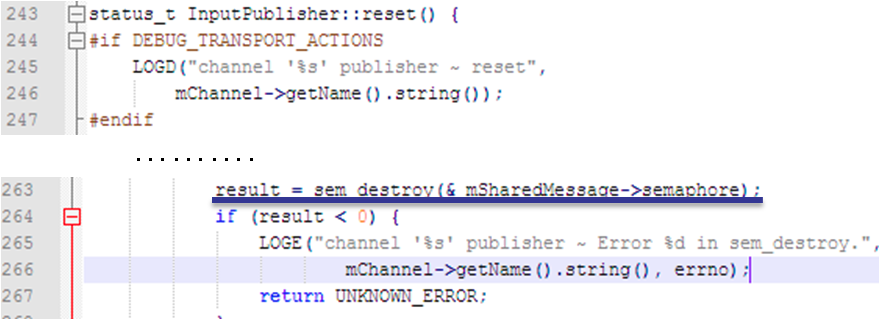 243 status_t InputPublisher::reset() {
244 #if DEBUG_TRANSPORT_ACTIONS
245 LOGD("channel '%s' publisher ~ reset",
246 mChannel->getName().string());
247 #endif
..........
263 result = sem_destroy(& mSharedMessage->semaphore);
264 if (result < 0) {
265 LOGE("channel '%s' publisher ~ Error %d in sem_destroy.",
266 mChannel->getName().string(), errno);
267 return UNKNOWN_ERROR;